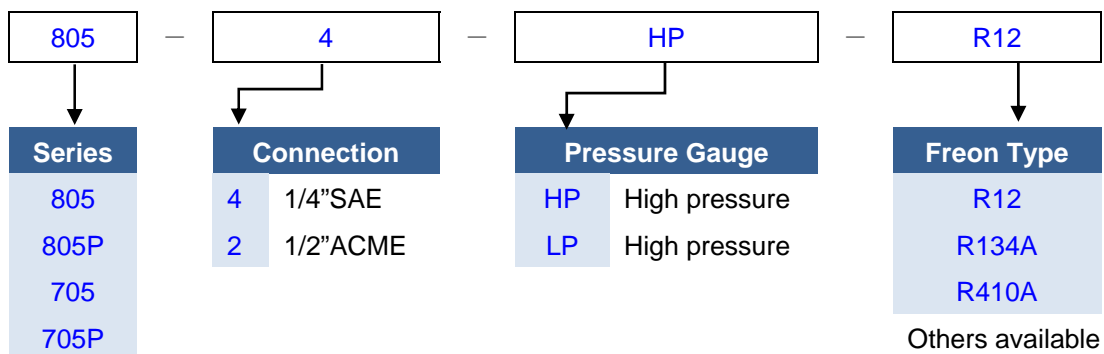 805 – 4 – HP – R12
Series Connection Pressure Gauge Freon Type
805 4 1/4”SAE HP High pressure R12
805P 2 1/2”ACME LP High pressure R134A
705 R410A
705P Others available